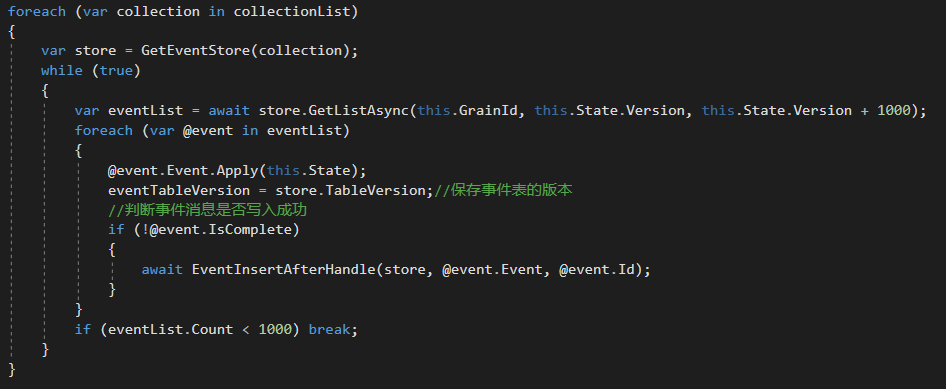 foreach (var collection in collectionList)
{
    var store = GetEventStore(collection);
    while (true)
    {
        var eventList = await store.GetListAsync(this.GrainId, this.State.Version, this.State.Version + 1000);
        foreach (var @event in eventList)
        {
            @event.Event.Apply(this.State);
            eventTableVersion = store.TableVersion;//保存事件表的版本
            //判断事件消息是否写入成功
            if (!@event.IsComplete)
            {
                await EventInsertAfterHandle(store, @event.Event, @event.Id);
            }
        }
        if (eventList.Count < 1000) break;
    }
}